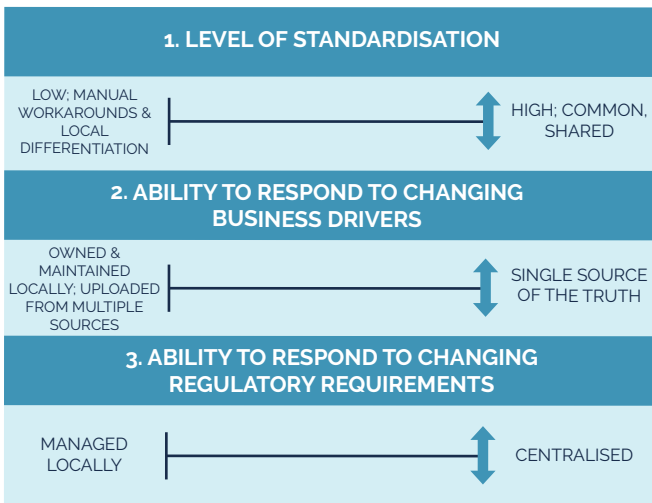 1. LEVEL OF STANDARDISATION
LOW; MANUAL
WORKAROUNDS &
LOCAL
DIFFERENTIATION
HIGH; COMMON,
SHARED
2. ABILITY TO RESPOND TO CHANGING
BUSINESS DRIVERS
OWNED &
MAINTAINED
LOCALLY; UPLOADED
FROM MULTIPLE
SOURCES
SINGLE SOURCE
OF THE TRUTH
3. ABILITY TO RESPOND TO CHANGING
REGULATORY REQUIREMENTS
MANAGED
LOCALLY
CENTRALISED